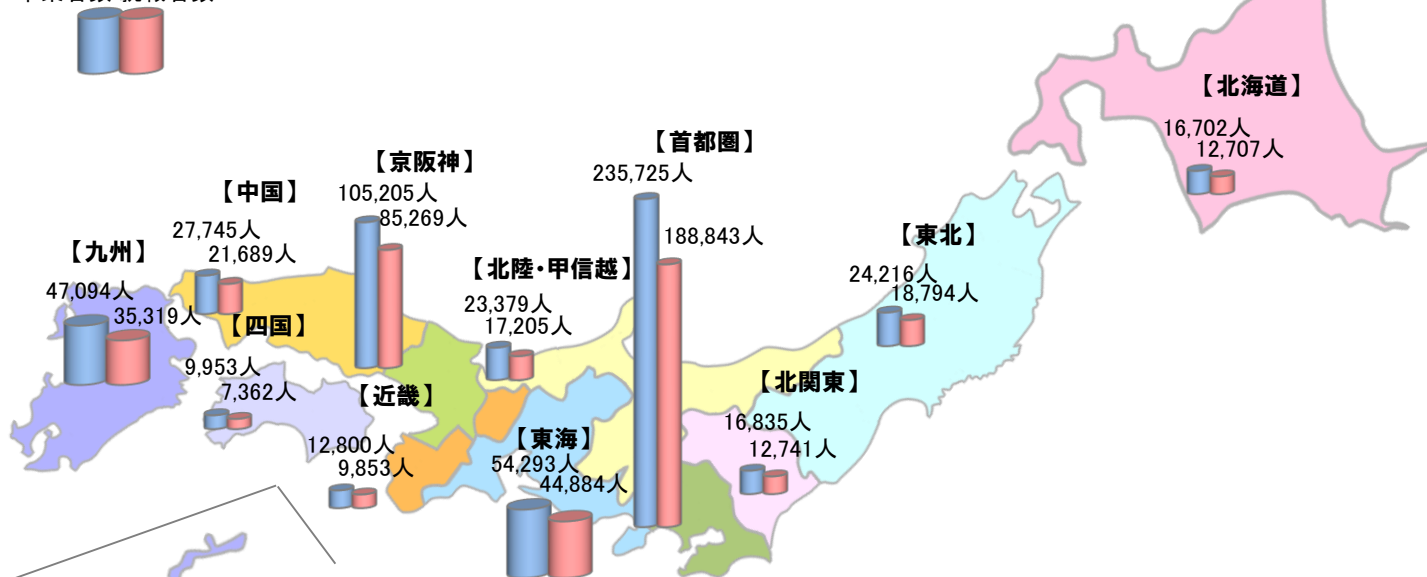 【北海道】
16,702人
12,707人
【首都圏】
235,725人
188,843人
【京阪神】
105,205人
85,269人
【中国】
27,745人
21,689人
【九州】
47,094人
35,319人
【北陸・甲信越】
23,379人
17,205人
【東北】
24,216人
18,794人
【四国】
9,953人
7,362人
【近畿】
12,800人
9,853人
【北関東】
16,835人
12,741人
【東海】
54,293人
44,884人